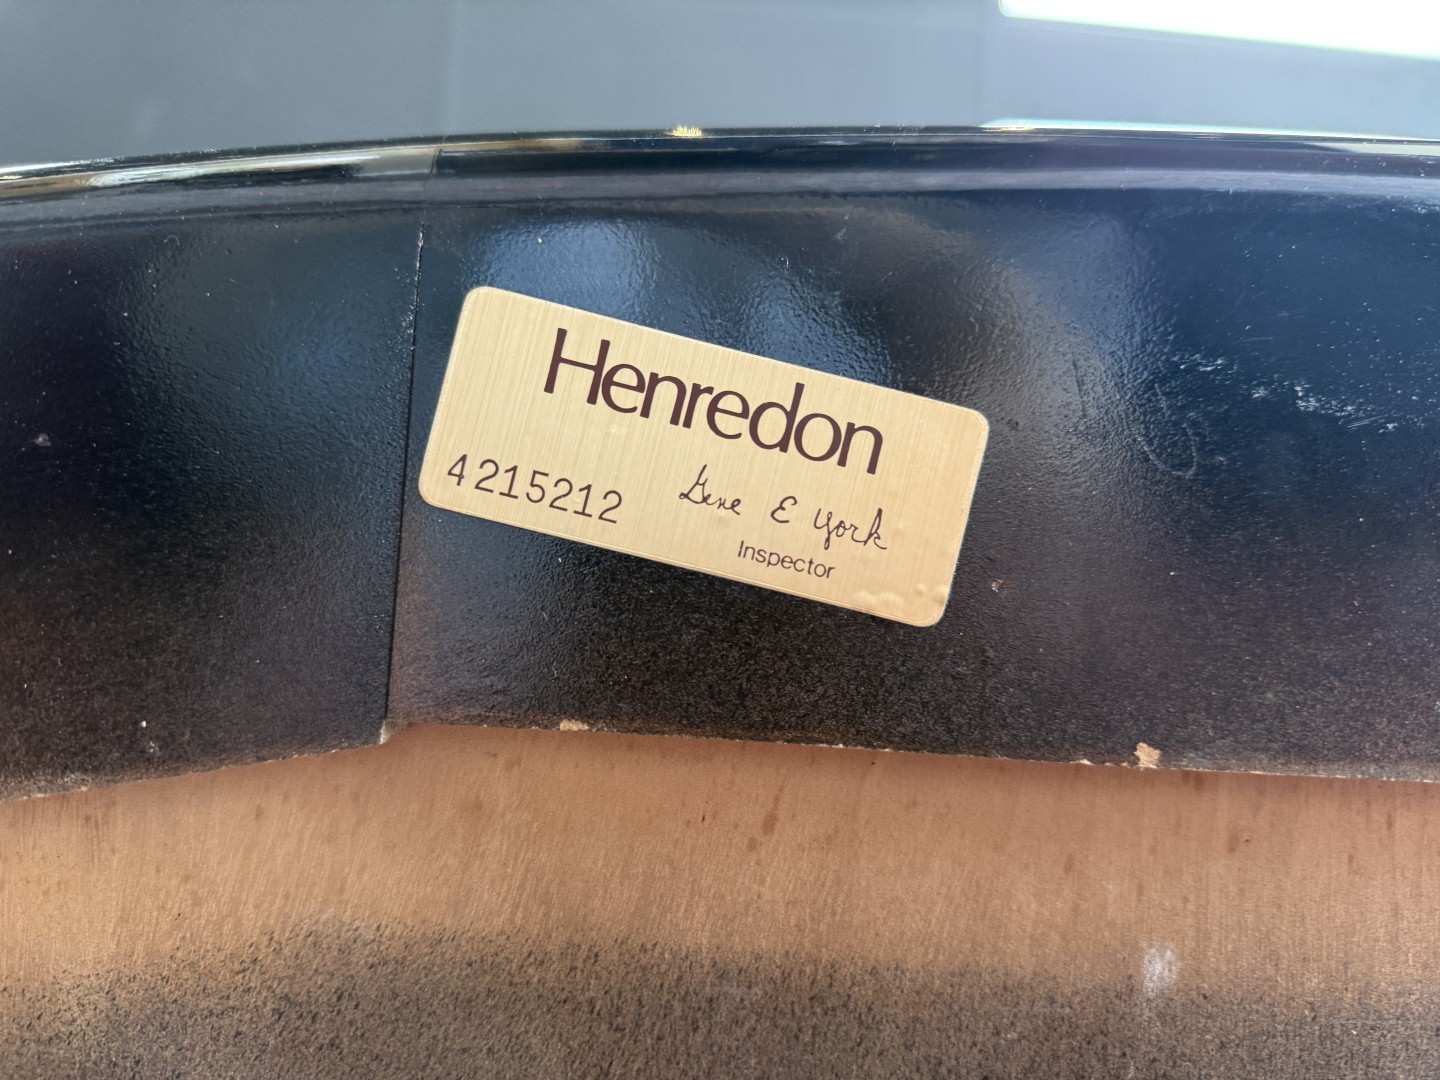 Henredon
4215212
Gene E York
Inspector